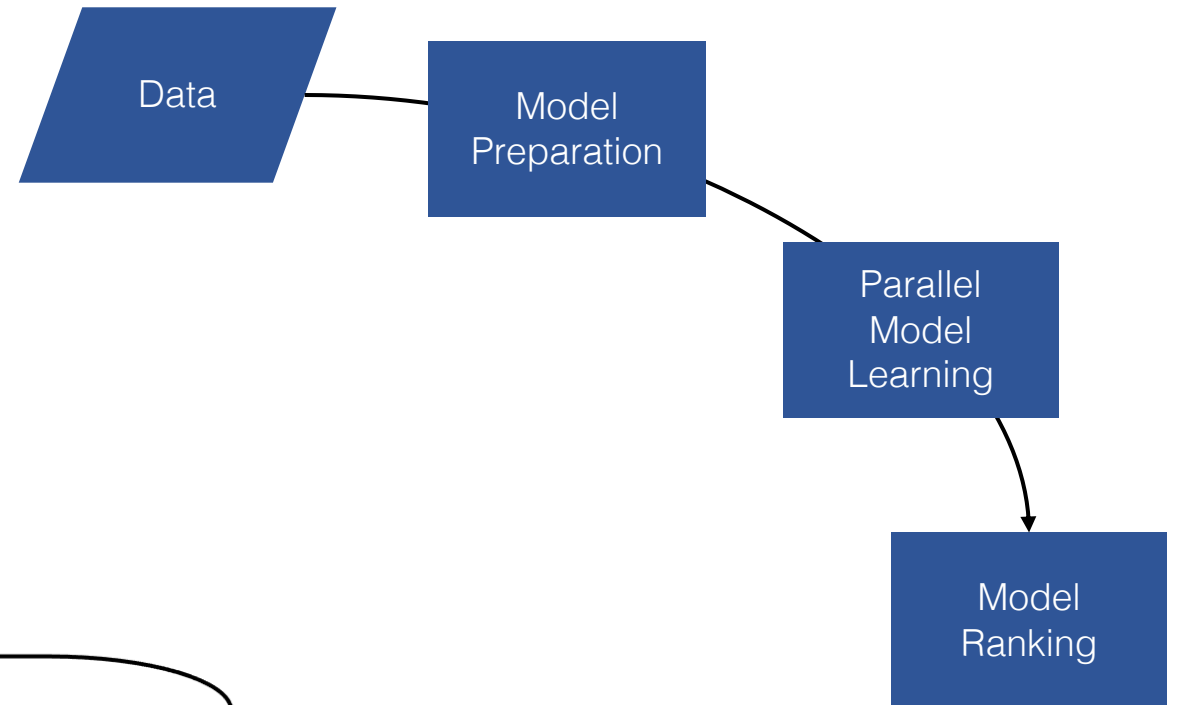 Data
Model
Preparation
Parallel
Model
Learning
Model
Ranking